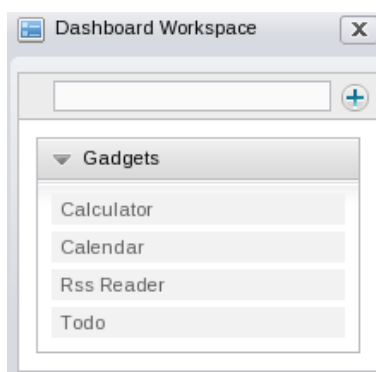 Dashboard Workspace
Gadgets
Calculator
Calendar
Rss Reader
Todo